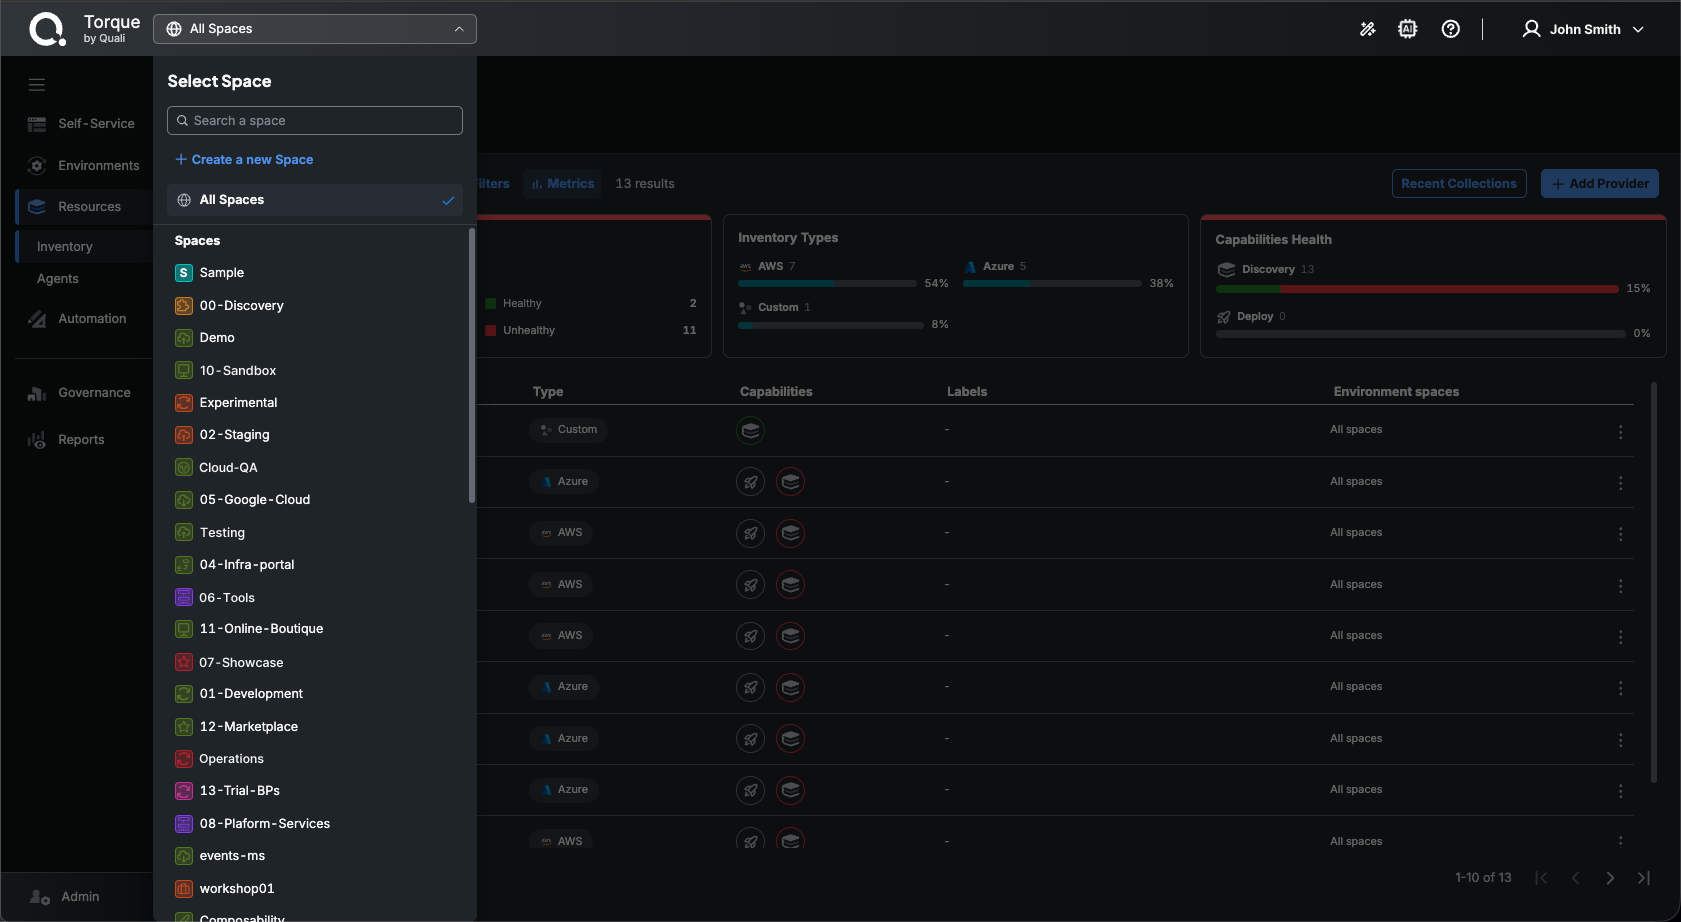 Torque
by Quali
All Spaces
AI
John Smith
Select Space
Search a space
+ Create a new Space
All Spaces
Spaces
S Sample
00-Discovery
Demo
10-Sandbox
Experimental
02-Staging
Cloud-QA
05-Google-Cloud
Testing
04-Infra-portal
06-Tools
11-Online-Boutique
07-Showcase
01-Development
12-Marketplace
Operations
13-Trial-BPs
08-Plaform-Services
events-ms
workshop01
Composability
Self-Service
Environments
Resources
Inventory
Agents
Automation
Governance
Reports
Admin
Metrics
13 results
Recent Collections
+ Add Provider
Healthy 2
Unhealthy 11
Inventory Types
aws AWS 7
54%
Azure 5
38%
Custom 1
8%
Capabilities Health
Discovery 13
15%
Deploy 0
0%
Type Capabilities Labels Environment spaces
Custom - All spaces
Azure - All spaces
aws AWS - All spaces
aws AWS - All spaces
aws AWS - All spaces
Azure - All spaces
Azure - All spaces
Azure - All spaces
aws AWS - All spaces
1-10 of 13